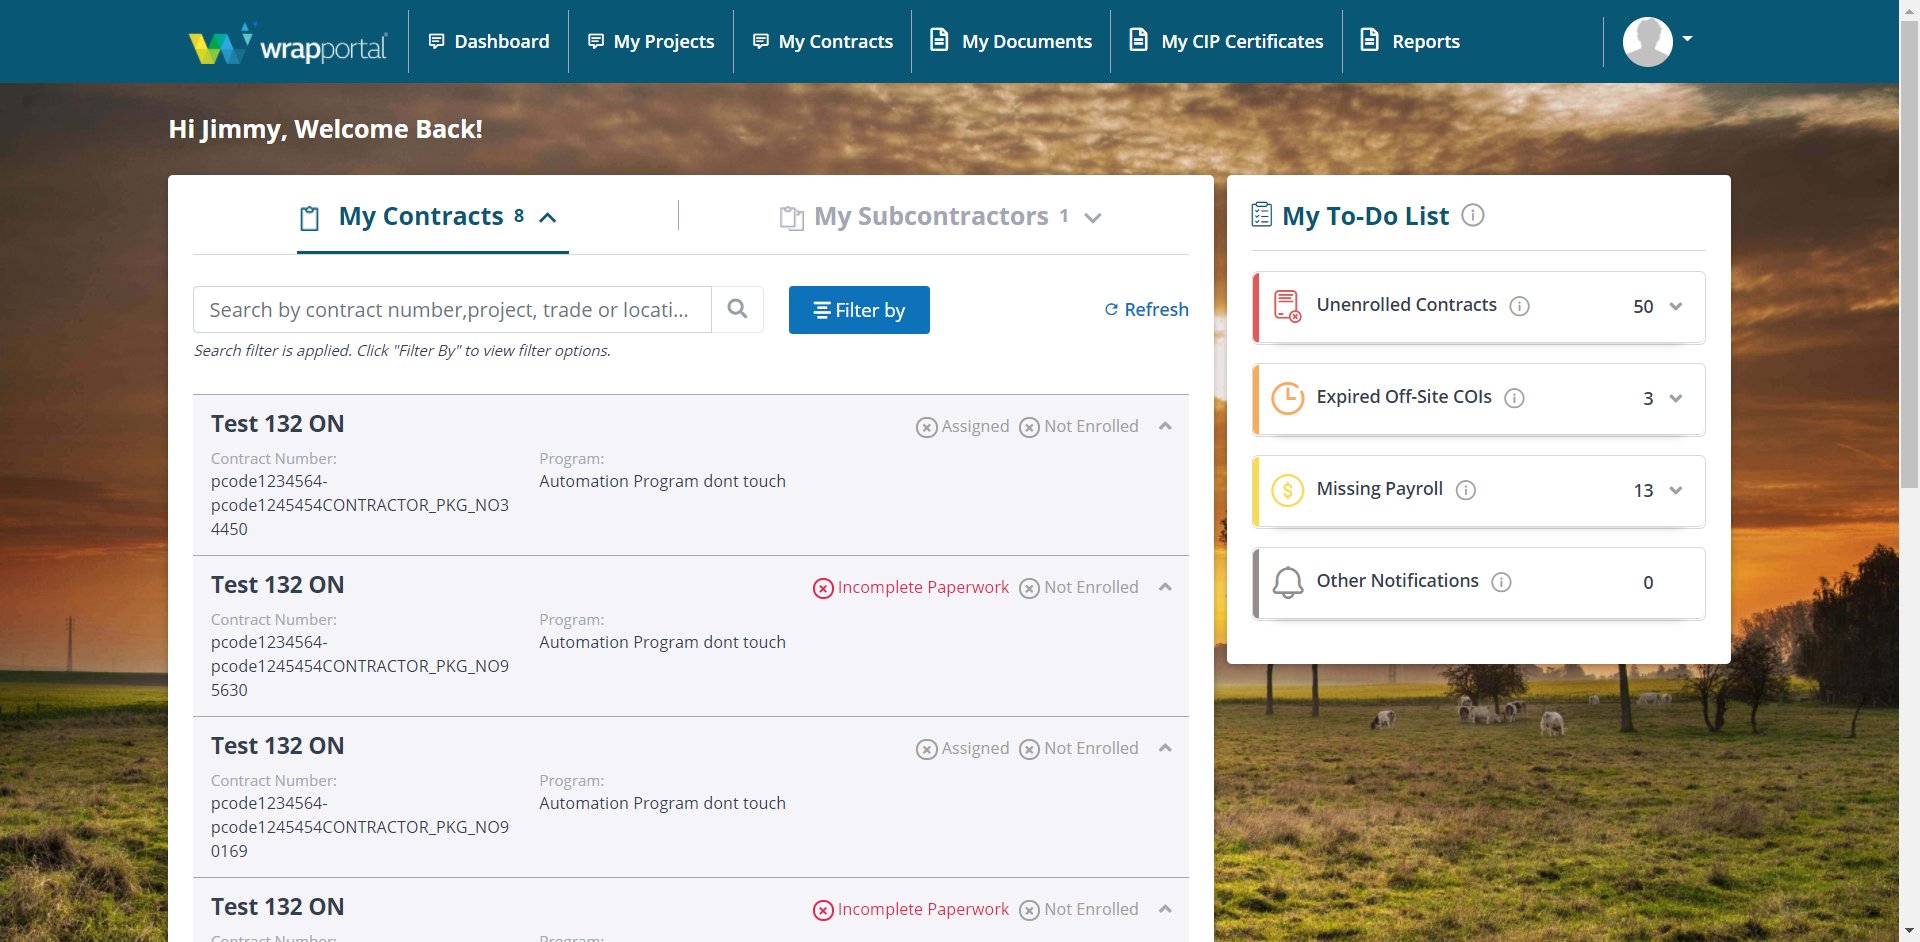 wrapportal
Dashboard
My Projects
My Contracts
My Documents
My CIP Certificates
Reports
Hi Jimmy, Welcome Back!
My Contracts 8
My Subcontractors 1
Search by contract number,project, trade or locati...
Filter by
Refresh
Search filter is applied. Click "Filter By" to view filter options.
Test 132 ON
Assigned Not Enrolled
Contract Number:
pcode1234564-
pcode1245454CONTRACTOR_PKG_NO3
4450
Program:
Automation Program dont touch
Test 132 ON
Incomplete Paperwork Not Enrolled
Contract Number:
pcode1234564-
pcode1245454CONTRACTOR_PKG_NO9
5630
Program:
Automation Program dont touch
Test 132 ON
Assigned Not Enrolled
Contract Number:
pcode1234564-
pcode1245454CONTRACTOR_PKG_NO9
0169
Program:
Automation Program dont touch
Test 132 ON
Incomplete Paperwork Not Enrolled
Contract Number:
Program:
My To-Do List
Unenrolled Contracts 50
Expired Off-Site COIs 3
Missing Payroll 13
Other Notifications 0